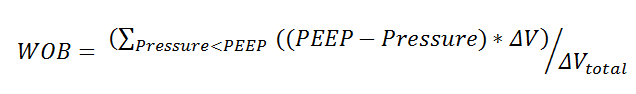 WOB = (∑Pressure<PEEP ((PEEP − Pressure) * ΔV)/ΔVtotal